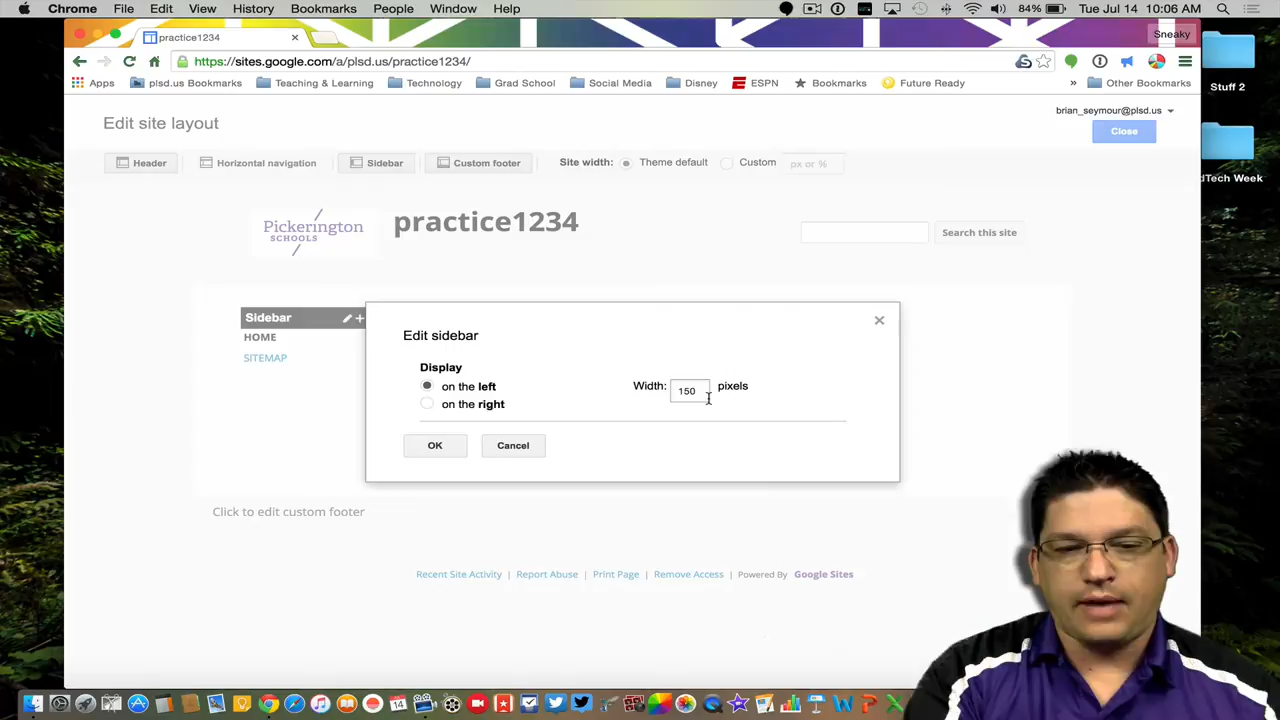 Chrome File Edit View History Bookmarks People Window Help 84% Tue Jul 14 10:06 AM
practice1234 Sneaky
https://sites.google.com/a/plsd.us/practice1234/
Apps plsd.us Bookmarks Teaching & Learning Technology Grad School Social Media Disney ESPN Bookmarks Future Ready » Other Bookmarks
Stuff 2
brian_seymour@plsd.us
Edit site layout
Close
Header Horizontal navigation Sidebar Custom footer Site width: Theme default Custom px or %
dTech Week
Pickerington
SCHOOLS
practice1234
Search this site
Sidebar
HOME
SITEMAP
Edit sidebar
Display
on the left
on the right
Width: 150 pixels
OK Cancel
Click to edit custom footer
Recent Site Activity | Report Abuse | Print Page | Remove Access | Powered By Google Sites
14